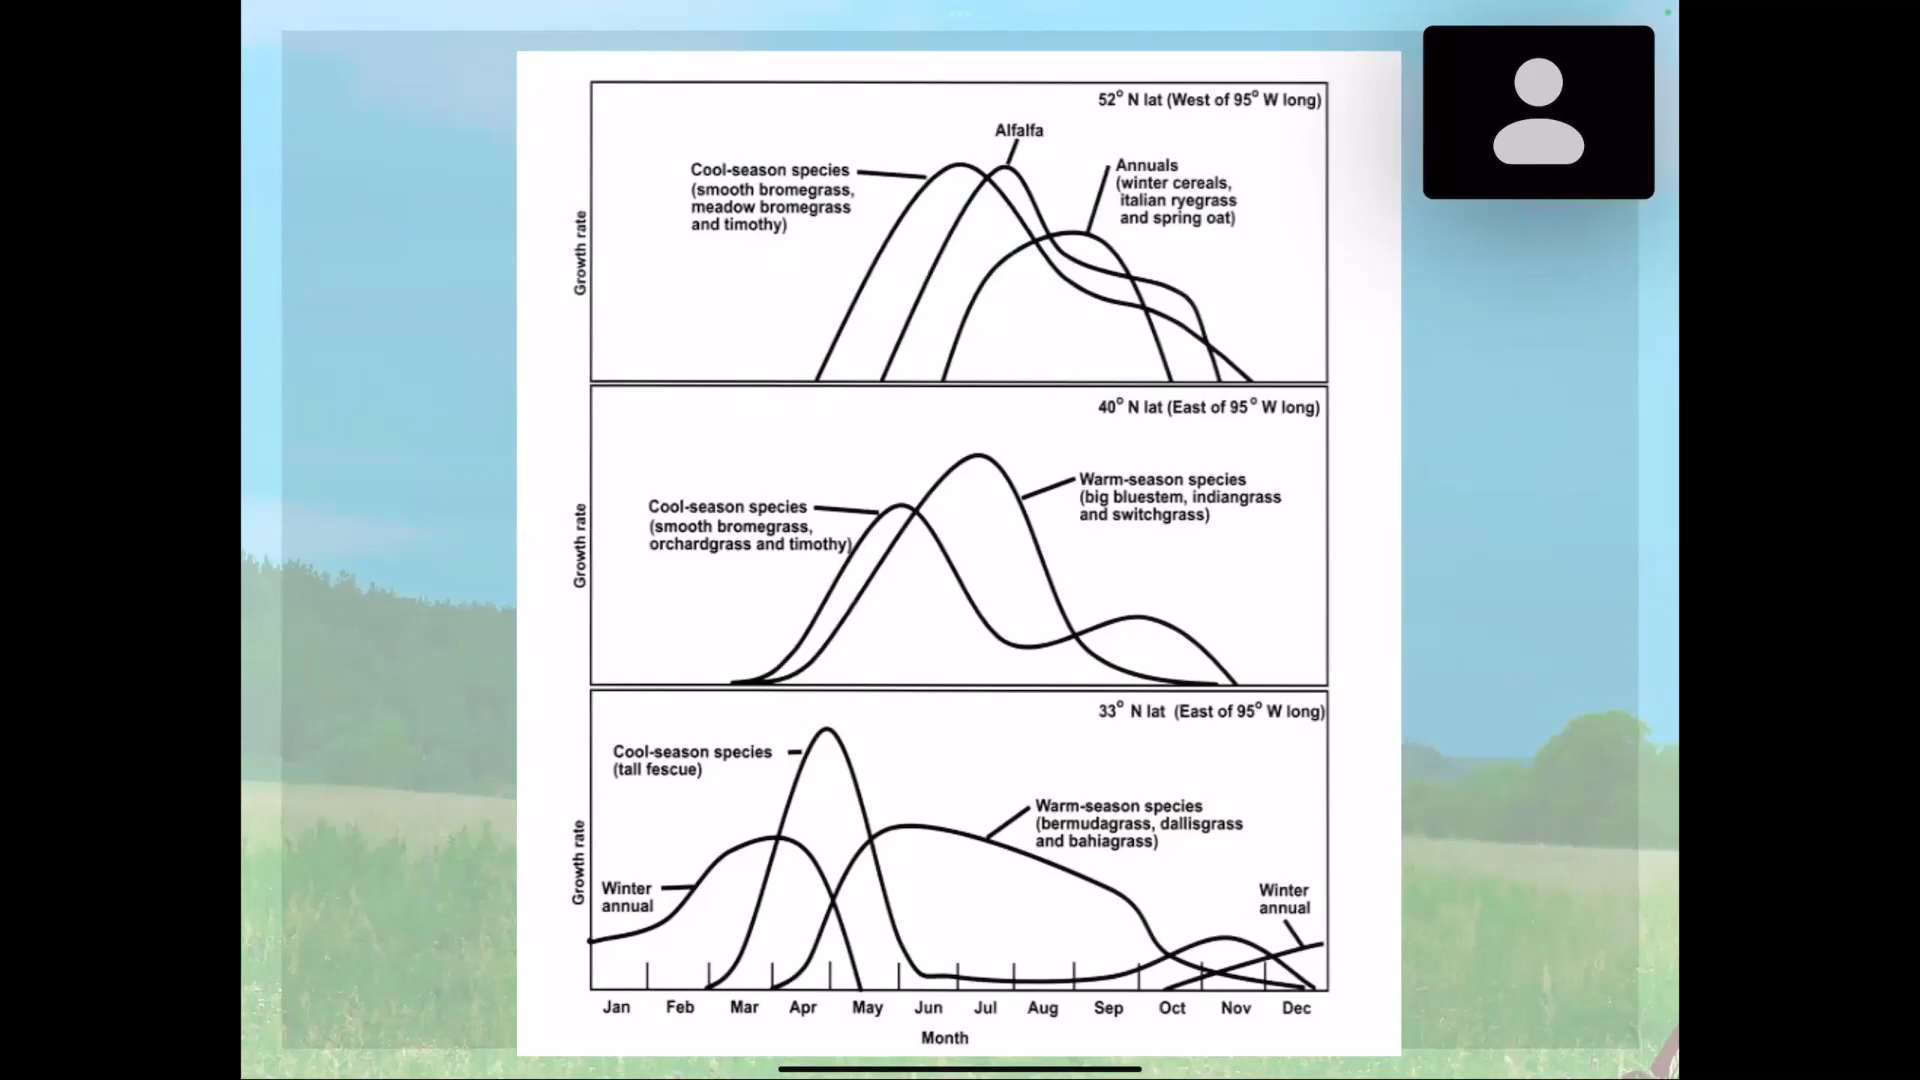 52° N lat (West of 95° W long)
Alfalfa
Cool-season species
(smooth bromegrass,
meadow bromegrass
and timothy)
Annuals
(winter cereals,
italian ryegrass
and spring oat)
Growth rate
40° N lat (East of 95° W long)
Cool-season species
(smooth bromegrass,
orchardgrass and timothy)
Warm-season species
(big bluestem, indiangrass
and switchgrass)
Growth rate
33° N lat (East of 95° W long)
Cool-season species
(tall fescue)
Warm-season species
(bermudagrass, dallisgrass
and bahiagrass)
Winter
annual
Winter
annual
Growth rate
Jan Feb Mar Apr May Jun Jul Aug Sep Oct Nov Dec
Month